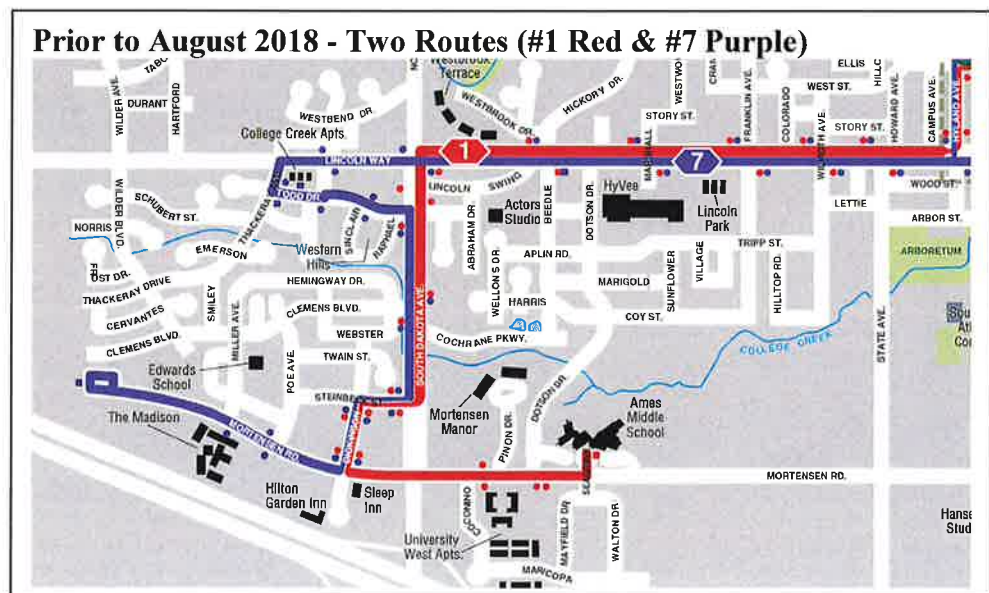 Prior to August 2018 - Two Routes (#1 Red & #7 Purple)
Westbrook
Terrace
ELLIS
WEST ST.
WILDER AVE.
DURANT
HARTFORD
WESTBEND DR
WESTBROOK DR.
HICKORY DR.
STORY ST.
MARSHALL
FRANKLIN AVE.
COLORADO
STORY ST.
HOWARD AVE.
CAMPUS AVE.
HYLAND AVE.
College Creek Apts.
LINCOLN WAY
1
7
TODD DR.
LINCOLN
SWING
HyVee
Lincoln
Park
WOOD ST.
LETTIE
ARBOR ST.
WILDER BLVD.
SCHUBERT ST.
NORRIS
THACKERAY
EMERSON
SINCLAIR
RAPHAEL
Western
Hills
ABRAHAM DR.
Actors
Studio
BEEDLE
DOTSON DR.
APLIN RD.
TRIPP ST.
ARBORETUM
FROST DR.
THACKERAY DRIVE
HEMINGWAY DR.
SMILEY
MILLER AVE.
CERVANTES
CLEMENS BLVD.
CLEMENS BLVD.
WEBSTER
TWAIN ST.
POE AVE.
SOUTH DAKOTA AVE.
WELLONS DR.
HARRIS
MARIGOLD
SUNFLOWER
VILLAGE
HILLTOP RD.
COY ST.
COCHRANE PKWY.
COLLEGE CREEK
STATE AVE.
Edwards
School
STEINBECK ST.
The Madison
MORTENSEN RD.
Mortensen
Manor
PINON DR.
DOTSON DR
Ames
Middle
School
MORTENSEN RD.
Hilton
Garden Inn
Sleep
Inn
COCONINO
University
West Apts.
MAYFIELD DR
WALTON DR.
MARICOPA